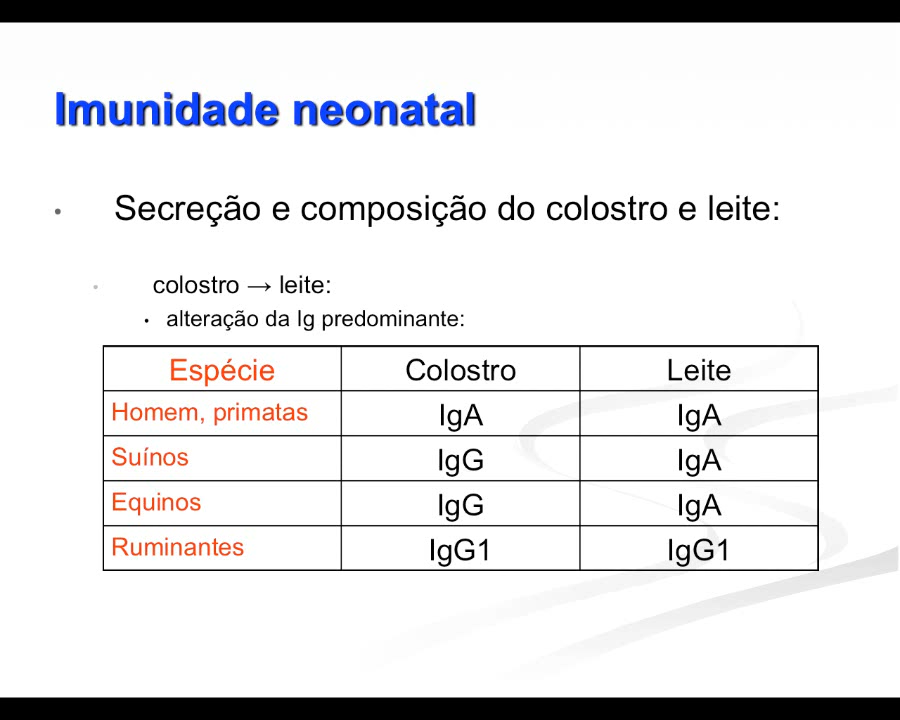 Imunidade neonatal
• Secreção e composição do colostro e leite:
• colostro → leite:
• alteração da Ig predominante:
Espécie Colostro Leite
Homem, primatas IgA IgA
Suínos IgG IgA
Equinos IgG IgA
Ruminantes IgG1 IgG1